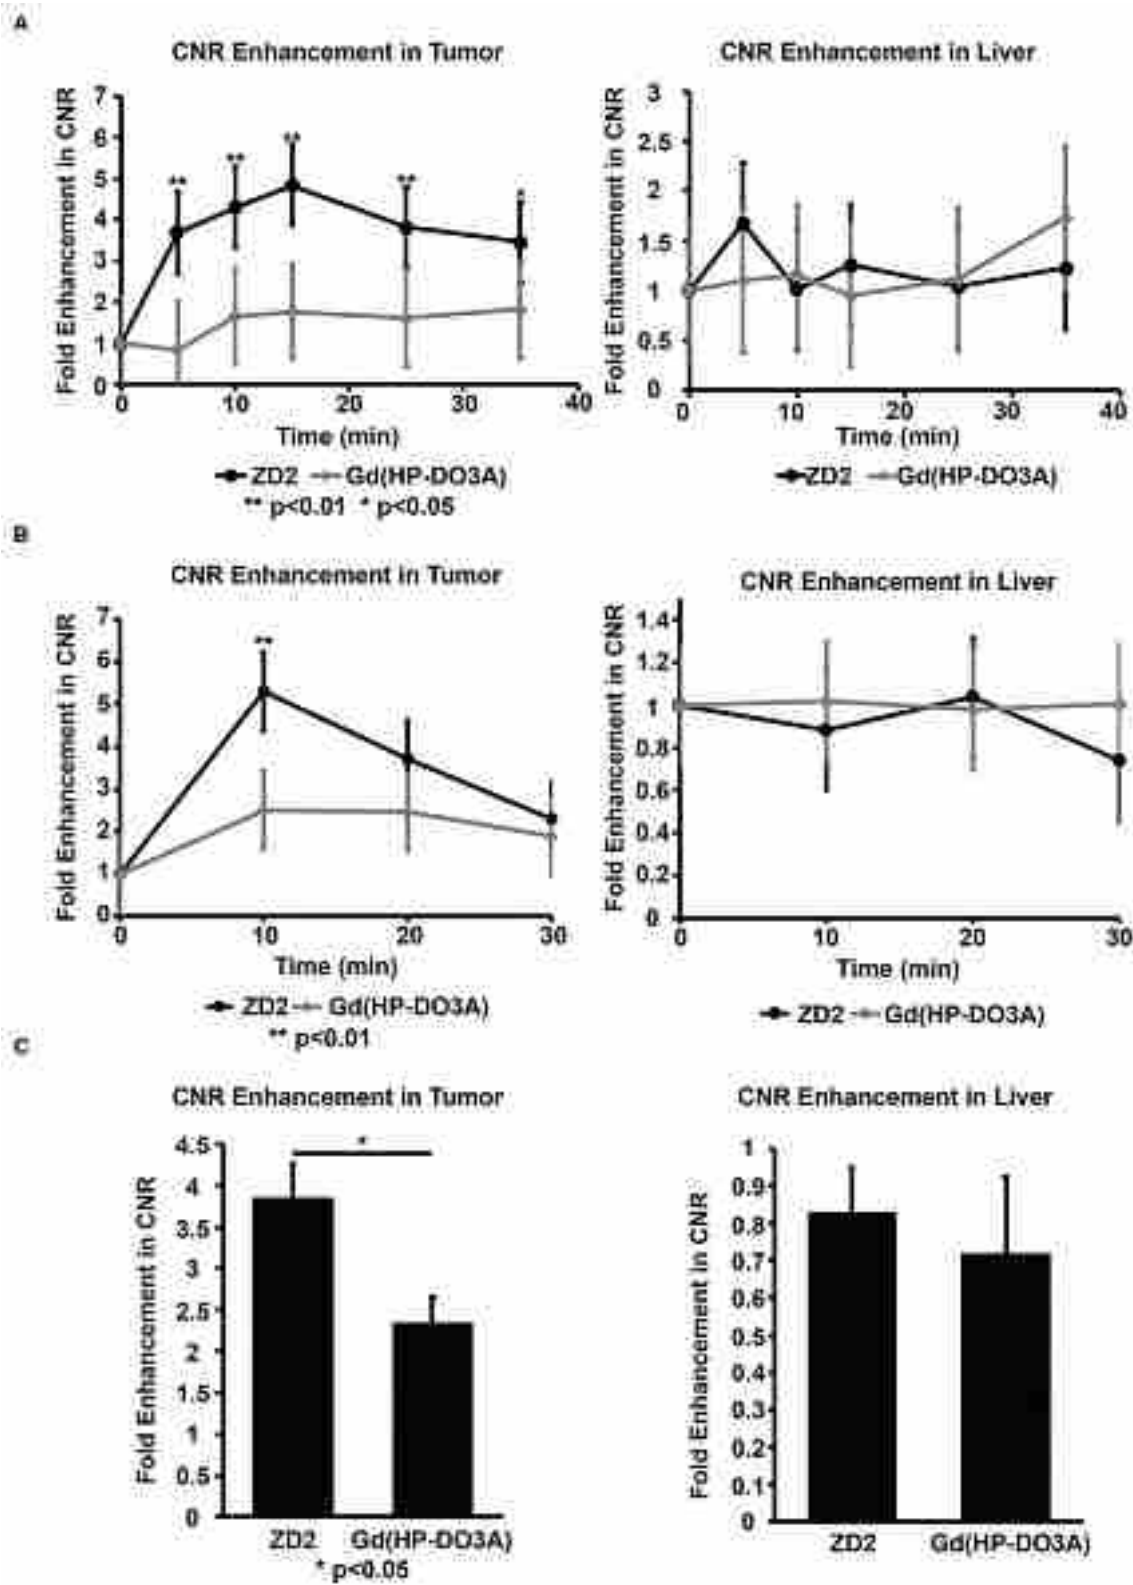 A
CNR Enhancement in Tumor
Fold Enhancement in CNR
7
6
5
4
3
2
1
0
** ** ** ** *
0 10 20 30 40
Time (min)
ZD2 Gd(HP-DO3A)
** p<0.01 * p<0.05
CNR Enhancement in Liver
Fold Enhancement in CNR
3
2.5
2
1.5
1
0.5
0
0 10 20 30 40
Time (min)
ZD2 Gd(HP-DO3A)
B
CNR Enhancement in Tumor
Fold Enhancement in CNR
7
6
5
4
3
2
1
0
**
0 10 20 30
Time (min)
ZD2 Gd(HP-DO3A)
** p<0.01
CNR Enhancement in Liver
Fold Enhancement in CNR
1.4
1.2
1
0.8
0.6
0.4
0.2
0
0 10 20 30
Time (min)
ZD2 Gd(HP-DO3A)
C
CNR Enhancement in Tumor
Fold Enhancement in CNR
4.5
4
3.5
3
2.5
2
1.5
1
0.5
0
*
ZD2 Gd(HP-DO3A)
* p<0.05
CNR Enhancement in Liver
Fold Enhancement in CNR
1
0.9
0.8
0.7
0.6
0.5
0.4
0.3
0.2
0.1
0
ZD2 Gd(HP-DO3A)